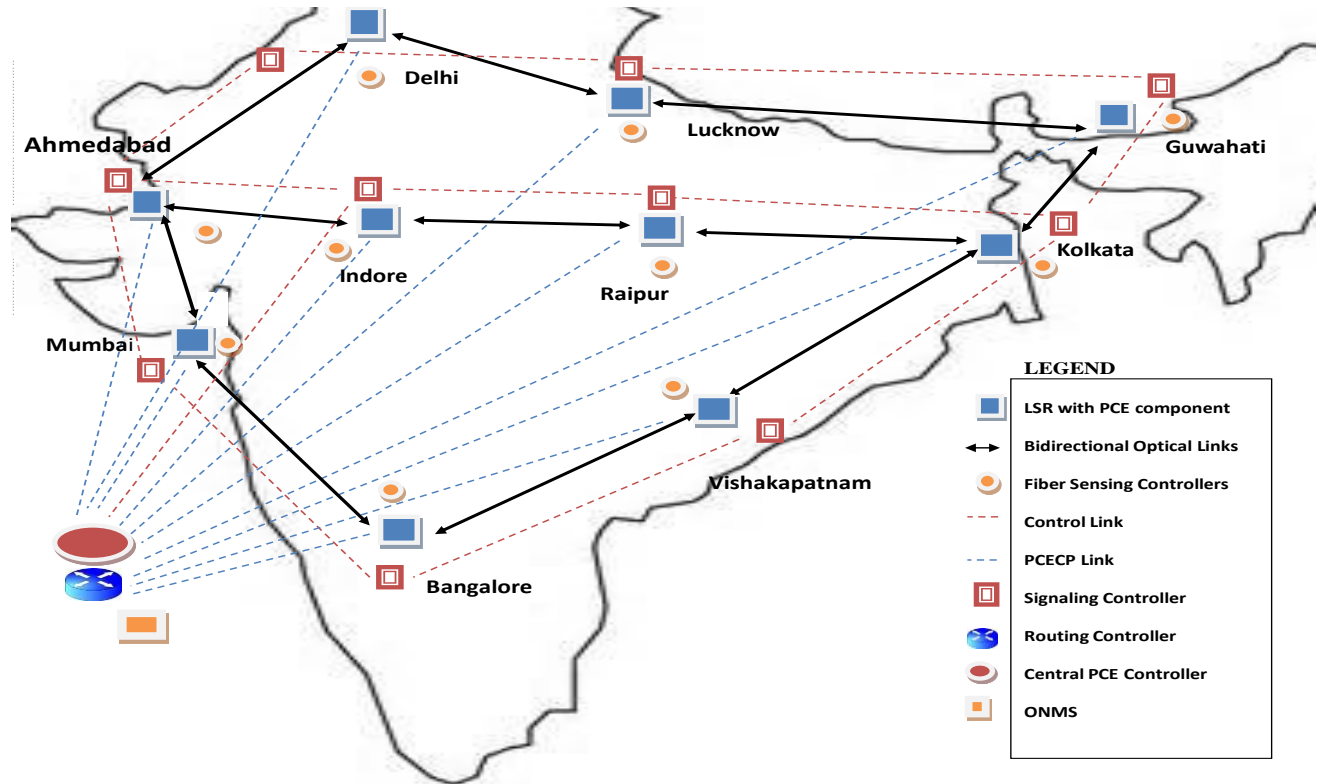 Delhi
Lucknow
Guwahati
Ahmedabad
Kolkata
Indore
Raipur
Mumbai
Vishakapatnam
Bangalore
LEGEND
LSR with PCE component
Bidirectional Optical Links
Fiber Sensing Controllers
Control Link
PCECP Link
Signaling Controller
Routing Controller
Central PCE Controller
ONMS